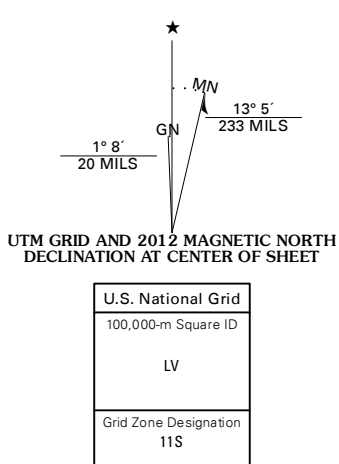 ★
MN
13° 5´
233 MILS
GN
1° 8´
20 MILS
UTM GRID AND 2012 MAGNETIC NORTH
DECLINATION AT CENTER OF SHEET
U.S. National Grid
100,000-m Square ID
LV
Grid Zone Designation
11S